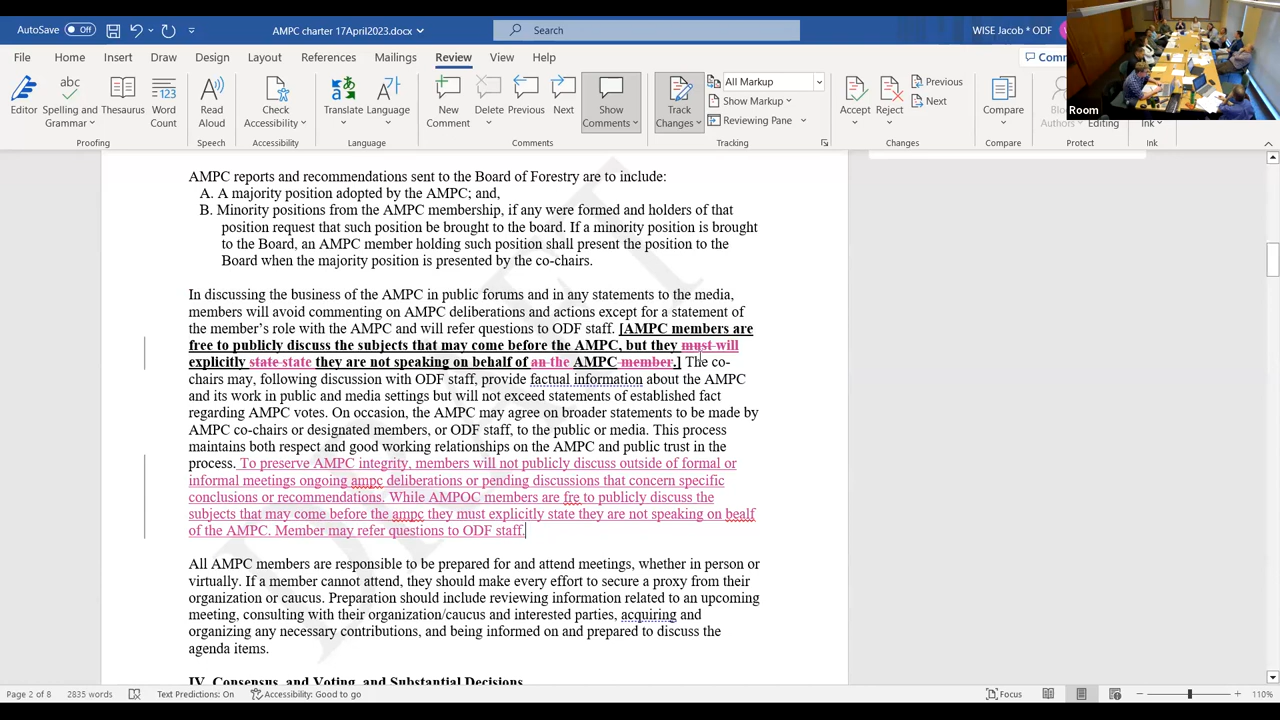 AutoSave Off AMPC charter 17April2023.docx Search WISE Jacob * ODF
File Home Insert Draw Design Layout References Mailings Review View Help
Editor Spelling and Grammar Thesaurus Word Count Read Aloud Check Accessibility Translate Language New Comment Delete Previous Next Show Comments Track Changes All Markup Show Markup Reviewing Pane Accept Reject Previous Next Compare Editing Ink
Proofing Speech Accessibility Language Comments Tracking Changes Compare Protect Ink
Room
AMPC reports and recommendations sent to the Board of Forestry are to include:
A. A majority position adopted by the AMPC; and,
B. Minority positions from the AMPC membership, if any were formed and holders of that
position request that such position be brought to the board. If a minority position is brought
to the Board, an AMPC member holding such position shall present the position to the
Board when the majority position is presented by the co-chairs.
In discussing the business of the AMPC in public forums and in any statements to the media,
members will avoid commenting on AMPC deliberations and actions except for a statement of
the member's role with the AMPC and will refer questions to ODF staff. [AMPC members are
free to publicly discuss the subjects that may come before the AMPC, but they must will
explicitly state state they are not speaking on behalf of an the AMPC member.] The co-
chairs may, following discussion with ODF staff, provide factual information about the AMPC
and its work in public and media settings but will not exceed statements of established fact
regarding AMPC votes. On occasion, the AMPC may agree on broader statements to be made by
AMPC co-chairs or designated members, or ODF staff, to the public or media. This process
maintains both respect and good working relationships on the AMPC and public trust in the
process. To preserve AMPC integrity, members will not publicly discuss outside of formal or
informal meetings ongoing ampc deliberations or pending discussions that concern specific
conclusions or recommendations. While AMPOC members are fre to publicly discuss the
subjects that may come before the ampc they must explicitly state they are not speaking on bealf
of the AMPC. Member may refer questions to ODF staff.
All AMPC members are responsible to be prepared for and attend meetings, whether in person or
virtually. If a member cannot attend, they should make every effort to secure a proxy from their
organization or caucus. Preparation should include reviewing information related to an upcoming
meeting, consulting with their organization/caucus and interested parties, acquiring and
organizing any necessary contributions, and being informed on and prepared to discuss the
agenda items.
IV. Consensus, and Voting, and Substantial Decisions
Page 2 of 8 2835 words Text Predictions: On Accessibility: Good to go Focus 110%